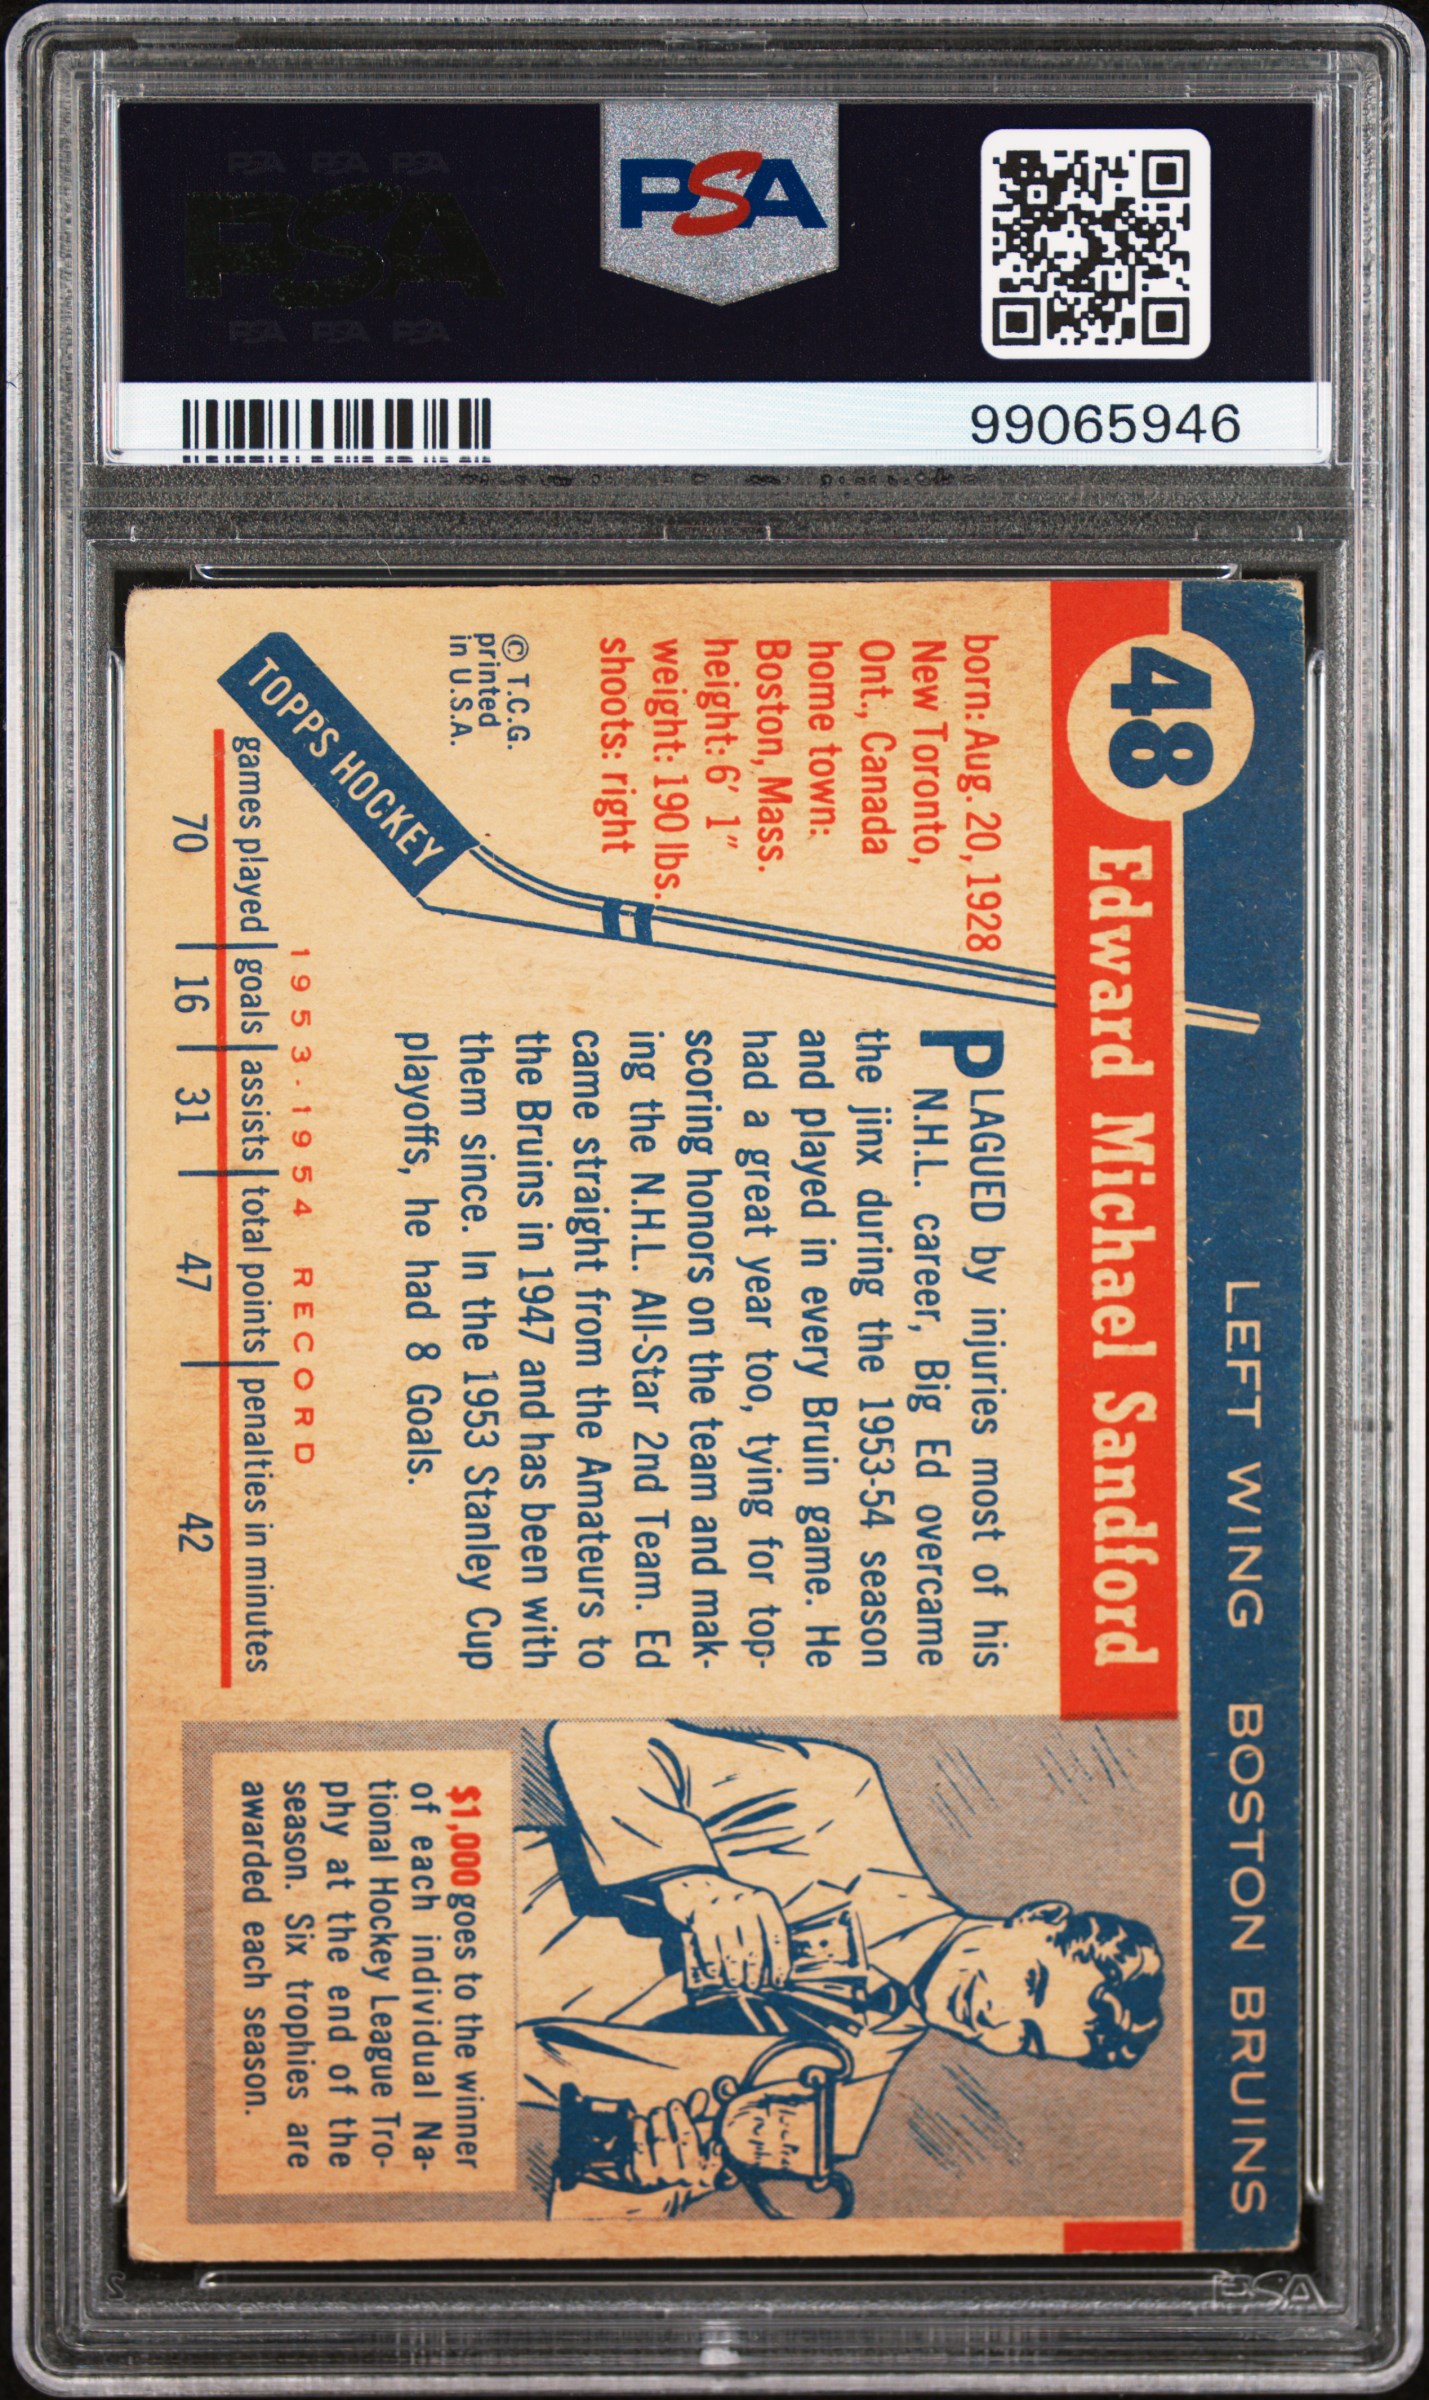 PSA PSA PSA
PSA
PSA PSA PSA
PSA
99065946
48
LEFT WING BOSTON BRUINS
Edward Michael Sandford
born: Aug. 20, 1928
New Toronto,
Ont., Canada
home town:
Boston, Mass.
height: 6' 1"
weight: 190 lbs.
shoots: right
© T.C.G.
printed
in U.S.A.
TOPPS HOCKEY
PLAGUED by injuries most of his
N.H.L. career, Big Ed overcame
the jinx during the 1953-54 season
and played in every Bruin game. He
had a great year too, tying for top-
scoring honors on the team and mak-
ing the N.H.L. All-Star 2nd Team. Ed
came straight from the Amateurs to
the Bruins in 1947 and has been with
them since. In the 1953 Stanley Cup
playoffs, he had 8 Goals.
1953-1954 RECORD
games played goals assists total points penalties in minutes
70 16 31 47 42
$1,000 goes to the winner
of each individual Na-
tional Hockey League Tro-
phy at the end of the
season. Six trophies are
awarded each season.
PSA